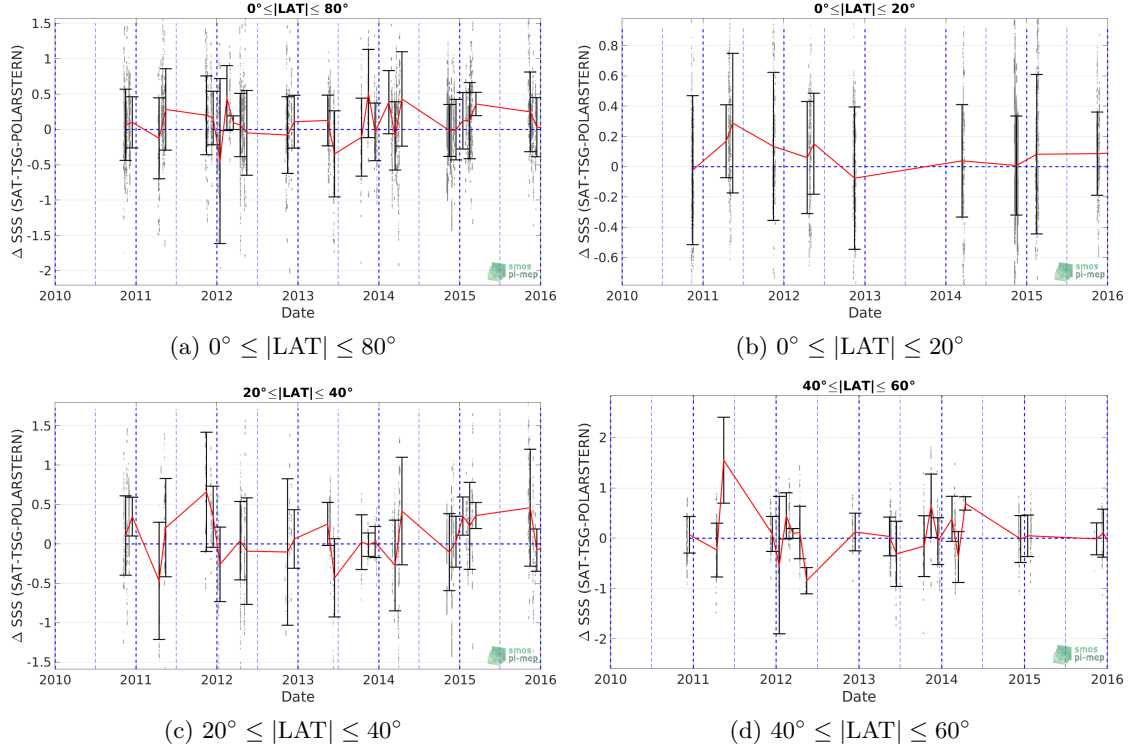 0°≤|LAT|≤ 80°
Δ SSS (SAT-TSG-POLARSTERN)
1.5
1
0.5
0
-0.5
-1
-1.5
-2
2010 2011 2012 2013 2014 2015 2016
Date
smos
pi-mep
(a) 0° ≤ |LAT| ≤ 80°
0°≤|LAT|≤ 20°
Δ SSS (SAT-TSG-POLARSTERN)
0.8
0.6
0.4
0.2
0
-0.2
-0.4
-0.6
2010 2011 2012 2013 2014 2015 2016
Date
smos
pi-mep
(b) 0° ≤ |LAT| ≤ 20°
20°≤|LAT|≤ 40°
Δ SSS (SAT-TSG-POLARSTERN)
1.5
1
0.5
0
-0.5
-1
-1.5
2010 2011 2012 2013 2014 2015 2016
Date
smos
pi-mep
(c) 20° ≤ |LAT| ≤ 40°
40°≤|LAT|≤ 60°
Δ SSS (SAT-TSG-POLARSTERN)
2
1
0
-1
-2
2010 2011 2012 2013 2014 2015 2016
Date
smos
pi-mep
(d) 40° ≤ |LAT| ≤ 60°